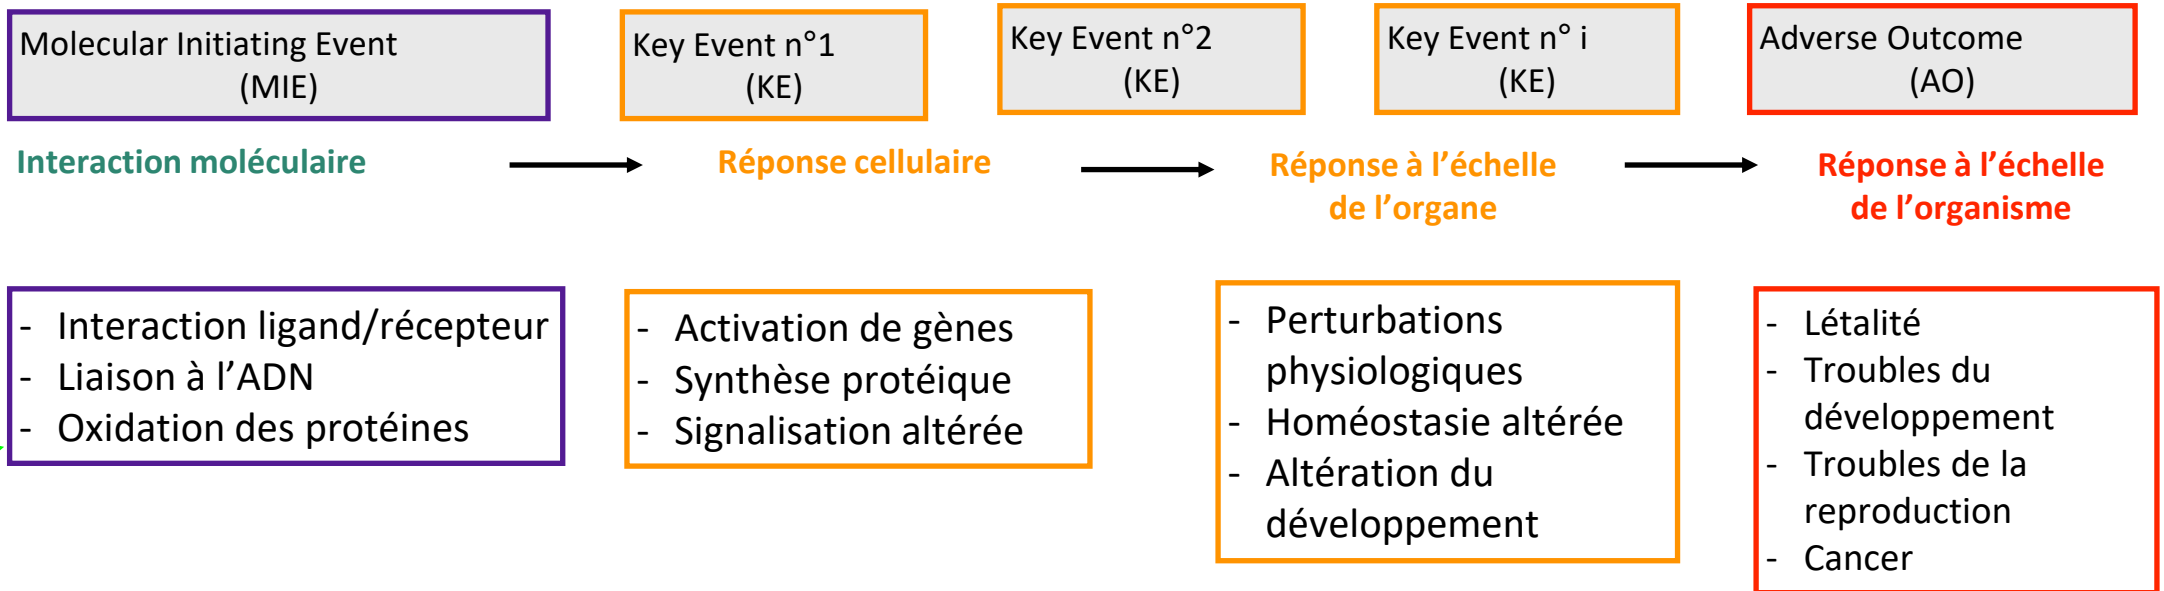 Molecular Initiating Event
(MIE)
Key Event n°1
(KE)
Key Event n°2
(KE)
Key Event n° i
(KE)
Adverse Outcome
(AO)
Interaction moléculaire
Réponse cellulaire
Réponse à l’échelle
de l’organe
Réponse à l’échelle
de l’organisme
- Interaction ligand/récepteur
- Liaison à l’ADN
- Oxidation des protéines
- Activation de gènes
- Synthèse protéique
- Signalisation altérée
- Perturbations
physiologiques
- Homéostasie altérée
- Altération du
développement
- Létalité
- Troubles du
développement
- Troubles de la
reproduction
- Cancer